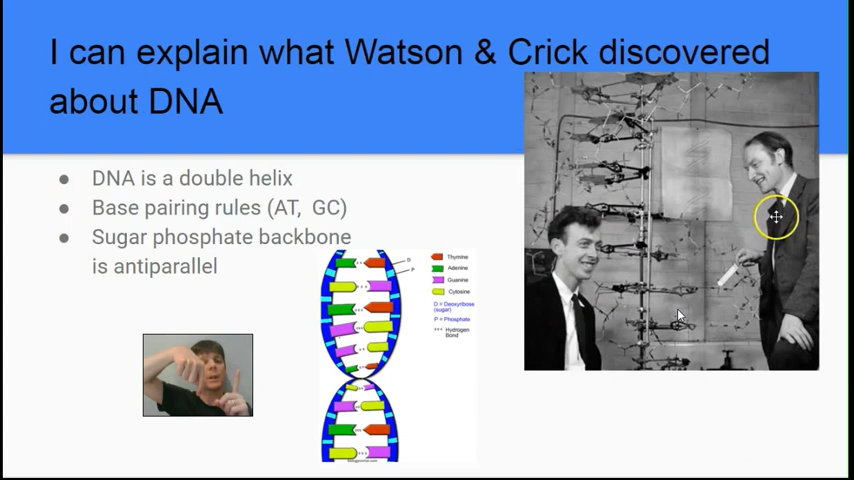 I can explain what Watson & Crick discovered
about DNA
● DNA is a double helix
● Base pairing rules (AT, GC)
● Sugar phosphate backbone
is antiparallel
D
P
Thymine
Adenine
Guanine
Cytosine
D = Deoxyribose
(sugar)
P = Phosphate
Hydrogen
Bond